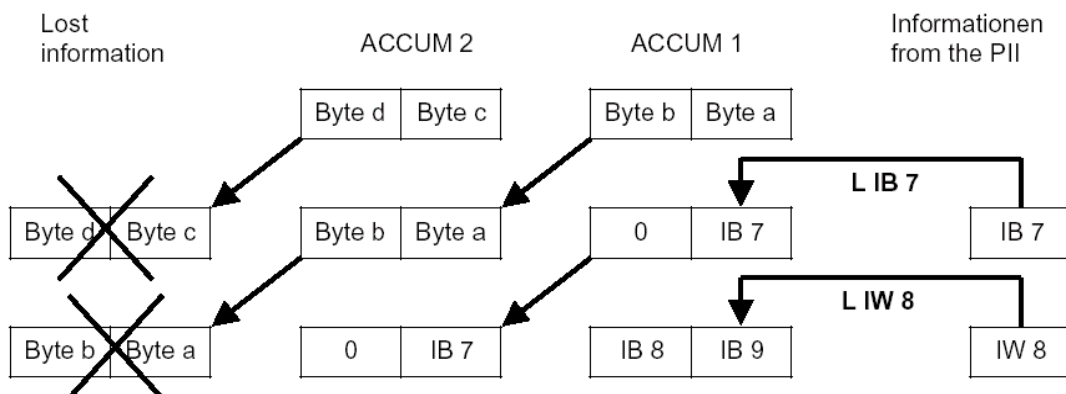 Lost
information
ACCUM 2
ACCUM 1
Informationen
from the PII
Byte d Byte c
Byte b Byte a
L IB 7
Byte d Byte c
Byte b Byte a
0 IB 7
IB 7
L IW 8
Byte b Byte a
0 IB 7
IB 8 IB 9
IW 8